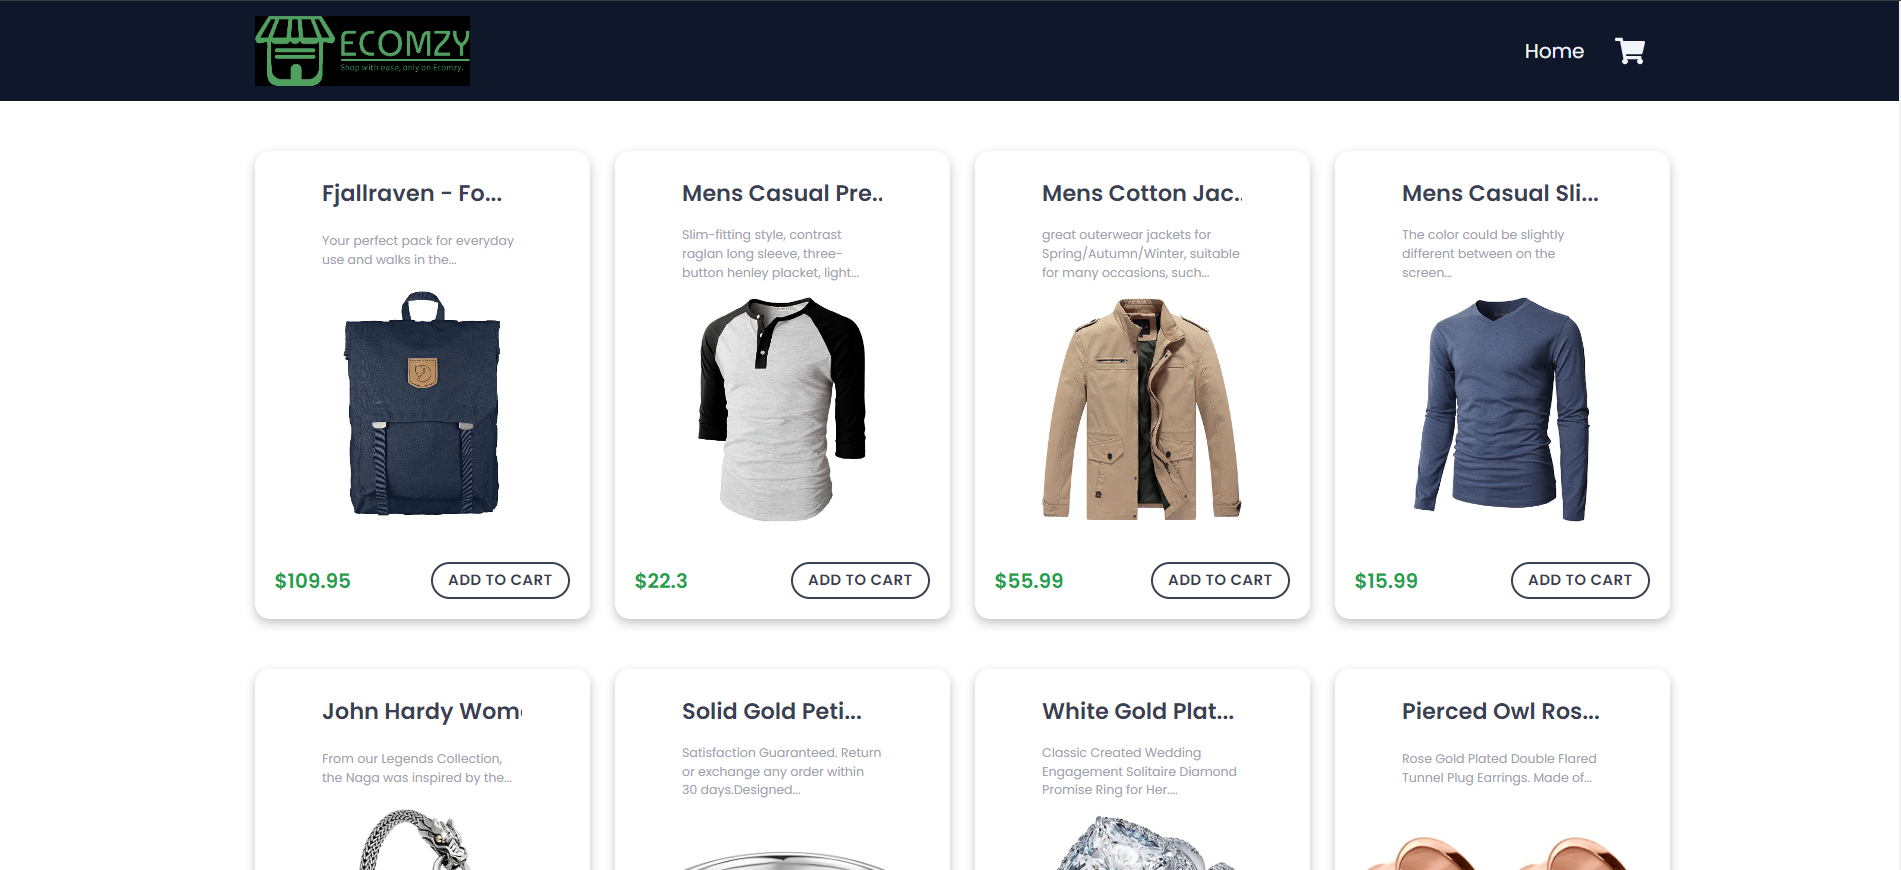 ECOMZY
Shop with ease, only on Ecomzy.
Home
Fjallraven - Fo...
Your perfect pack for everyday
use and walks in the...
$109.95
ADD TO CART
Mens Casual Pre..
Slim-fitting style, contrast
raglan long sleeve, three-
button henley placket, light...
$22.3
ADD TO CART
Mens Cotton Jac..
great outerwear jackets for
Spring/Autumn/Winter, suitable
for many occasions, such...
$55.99
ADD TO CART
Mens Casual Sli...
The color could be slightly
different between on the
screen...
$15.99
ADD TO CART
John Hardy Wom
From our Legends Collection,
the Naga was inspired by the...
Solid Gold Peti...
Satisfaction Guaranteed. Return
or exchange any order within
30 days.Designed...
White Gold Plat...
Classic Created Wedding
Engagement Solitaire Diamond
Promise Ring for Her....
Pierced Owl Ros...
Rose Gold Plated Double Flared
Tunnel Plug Earrings. Made of...